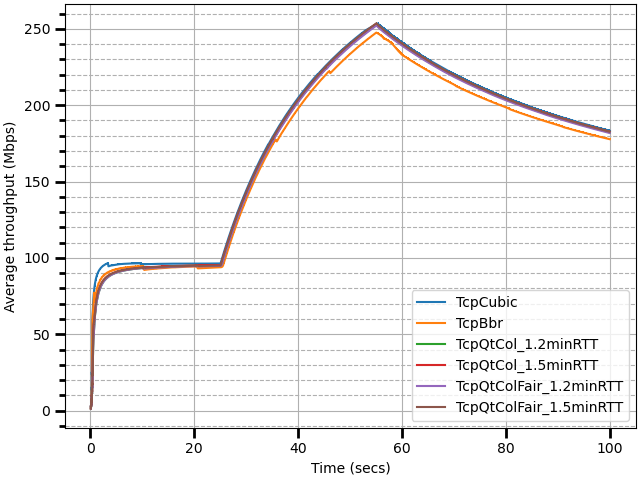 250
200
150
100
50
0
Average throughput (Mbps)
TcpCubic
TcpBbr
TcpQtCol_1.2minRTT
TcpQtCol_1.5minRTT
TcpQtColFair_1.2minRTT
TcpQtColFair_1.5minRTT
0 20 40 60 80 100
Time (secs)